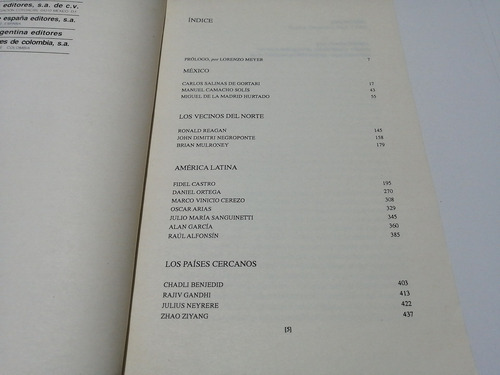 editores, s.a. de c.v.
españa editores, s.a.
gentina editores
es de colombia, s.a.
ÍNDICE
PRÓLOGO, por LORENZO MEYER 7
MÉXICO
CARLOS SALINAS DE GORTARI 17
MANUEL CAMACHO SOLÍS 43
MIGUEL DE LA MADRID HURTADO 55
LOS VECINOS DEL NORTE
RONALD REAGAN 145
JOHN DIMITRI NEGROPONTE 158
BRIAN MULRONEY 179
AMÉRICA LATINA
FIDEL CASTRO 195
DANIEL ORTEGA 270
MARCO VINICIO CEREZO 308
OSCAR ARIAS 329
JULIO MARÍA SANGUINETTI 345
ALAN GARCÍA 360
RAÚL ALFONSÍN 385
LOS PAÍSES CERCANOS
CHADLI BENJEDID 403
RAJIV GANDHI 413
JULIUS NEYRERE 422
ZHAO ZIYANG 437
[5]